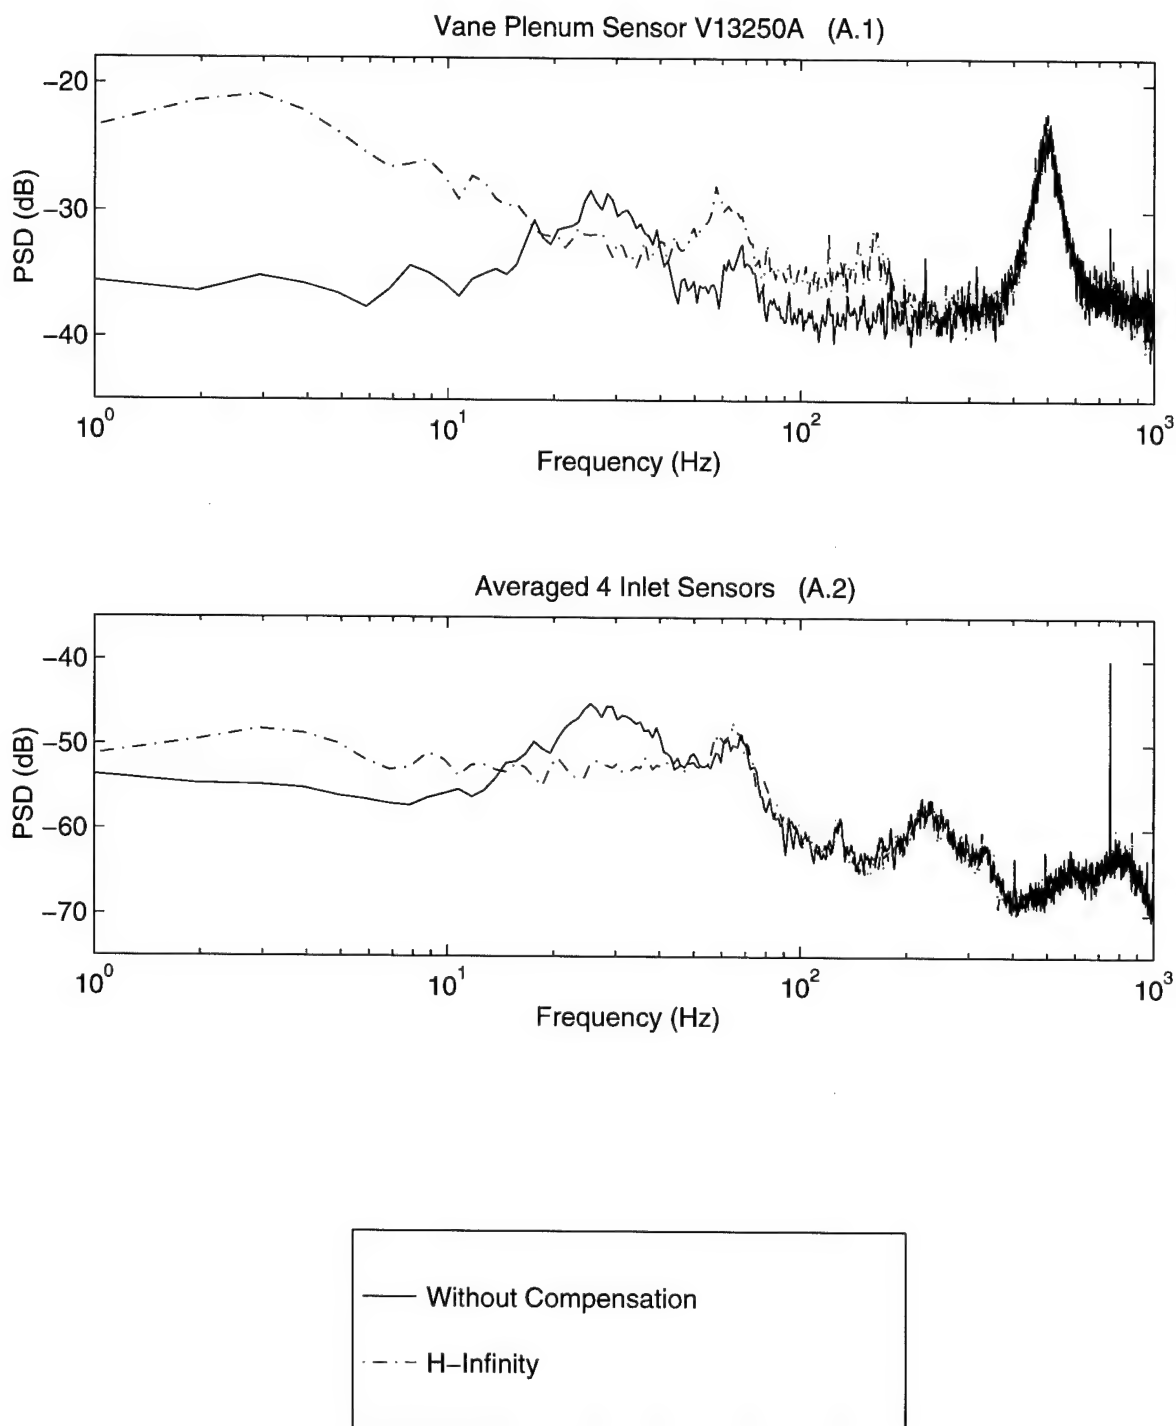 Vane Plenum Sensor V13250A (A.1)
−20
−30
−40
PSD (dB)
10^0 10^1 10^2 10^3
Frequency (Hz)
Averaged 4 Inlet Sensors (A.2)
−40
−50
−60
−70
PSD (dB)
10^0 10^1 10^2 10^3
Frequency (Hz)
Without Compensation
H−Infinity